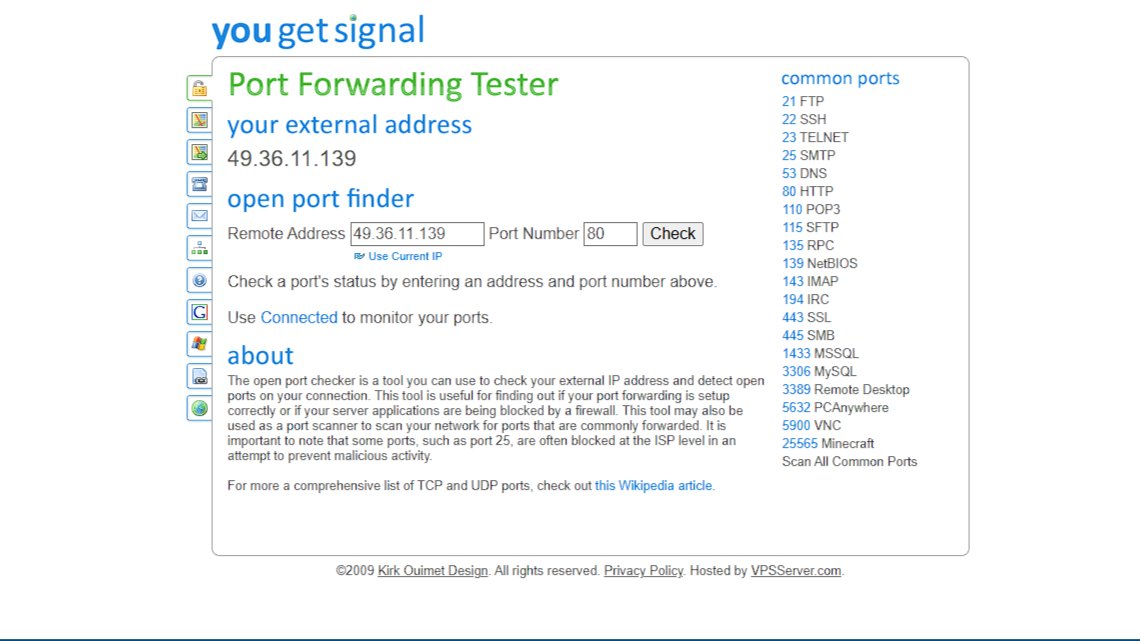 you get signal
Port Forwarding Tester
your external address
49.36.11.139
open port finder
Remote Address 49.36.11.139 Port Number 80 Check
Use Current IP
Check a port's status by entering an address and port number above.
Use Connected to monitor your ports.
about
The open port checker is a tool you can use to check your external IP address and detect open
ports on your connection. This tool is useful for finding out if your port forwarding is setup
correctly or if your server applications are being blocked by a firewall. This tool may also be
used as a port scanner to scan your network for ports that are commonly forwarded. It is
important to note that some ports, such as port 25, are often blocked at the ISP level in an
attempt to prevent malicious activity.
For more a comprehensive list of TCP and UDP ports, check out this Wikipedia article.
common ports
21 FTP
22 SSH
23 TELNET
25 SMTP
53 DNS
80 HTTP
110 POP3
115 SFTP
135 RPC
139 NetBIOS
143 IMAP
194 IRC
443 SSL
445 SMB
1433 MSSQL
3306 MySQL
3389 Remote Desktop
5632 PCAnywhere
5900 VNC
25565 Minecraft
Scan All Common Ports
©2009 Kirk Ouimet Design. All rights reserved. Privacy Policy. Hosted by VPSServer.com.